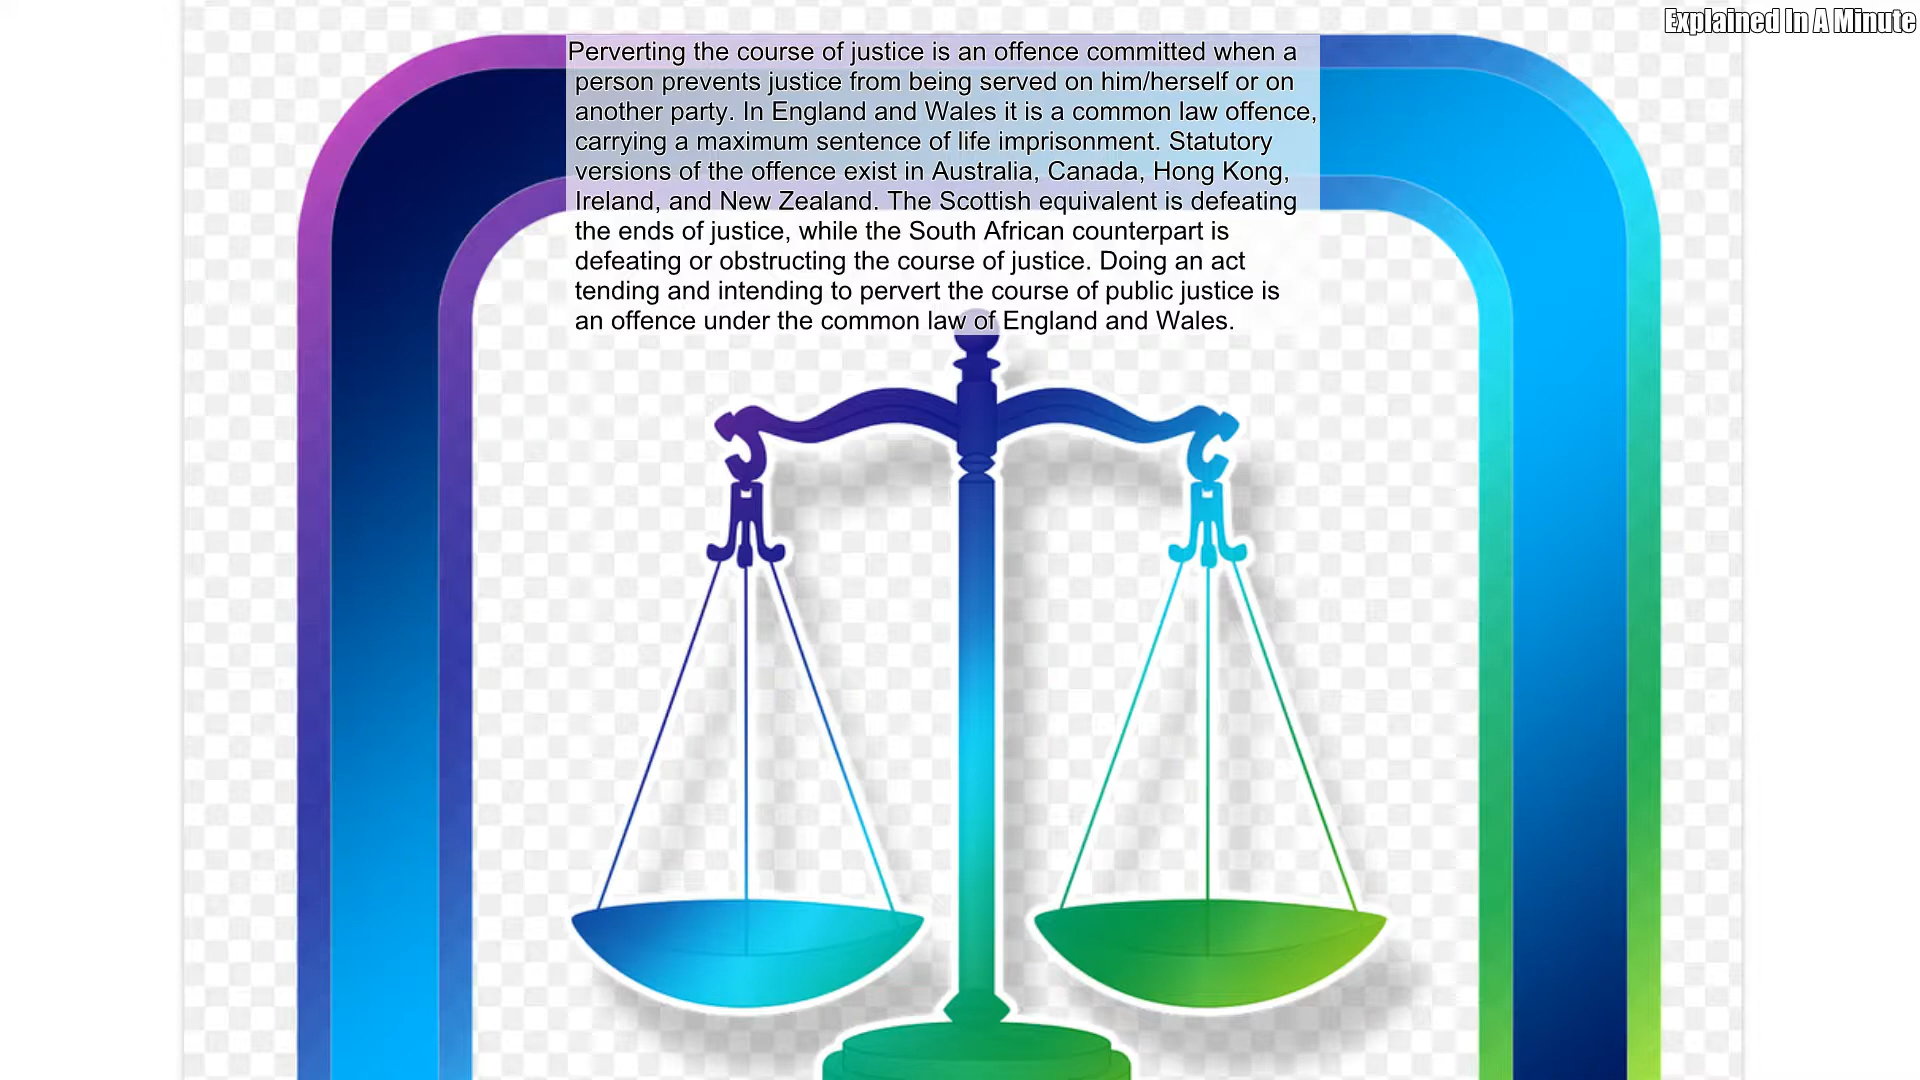 Explained In A Minute
Perverting the course of justice is an offence committed when a
person prevents justice from being served on him/herself or on
another party. In England and Wales it is a common law offence,
carrying a maximum sentence of life imprisonment. Statutory
versions of the offence exist in Australia, Canada, Hong Kong,
Ireland, and New Zealand. The Scottish equivalent is defeating
the ends of justice, while the South African counterpart is
defeating or obstructing the course of justice. Doing an act
tending and intending to pervert the course of public justice is
an offence under the common law of England and Wales.